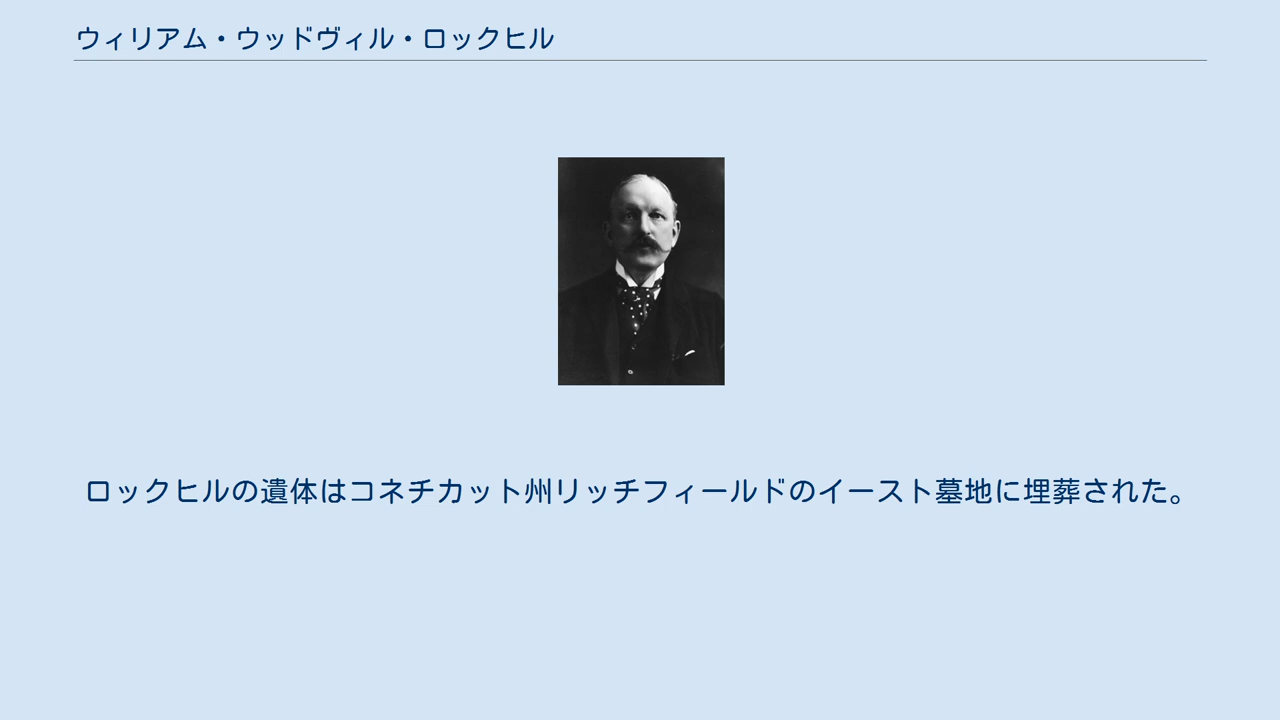 ウィリアム・ウッドヴィル・ロックヒル
ロックヒルの遺体はコネチカット州リッチフィールドのイースト墓地に埋葬された。